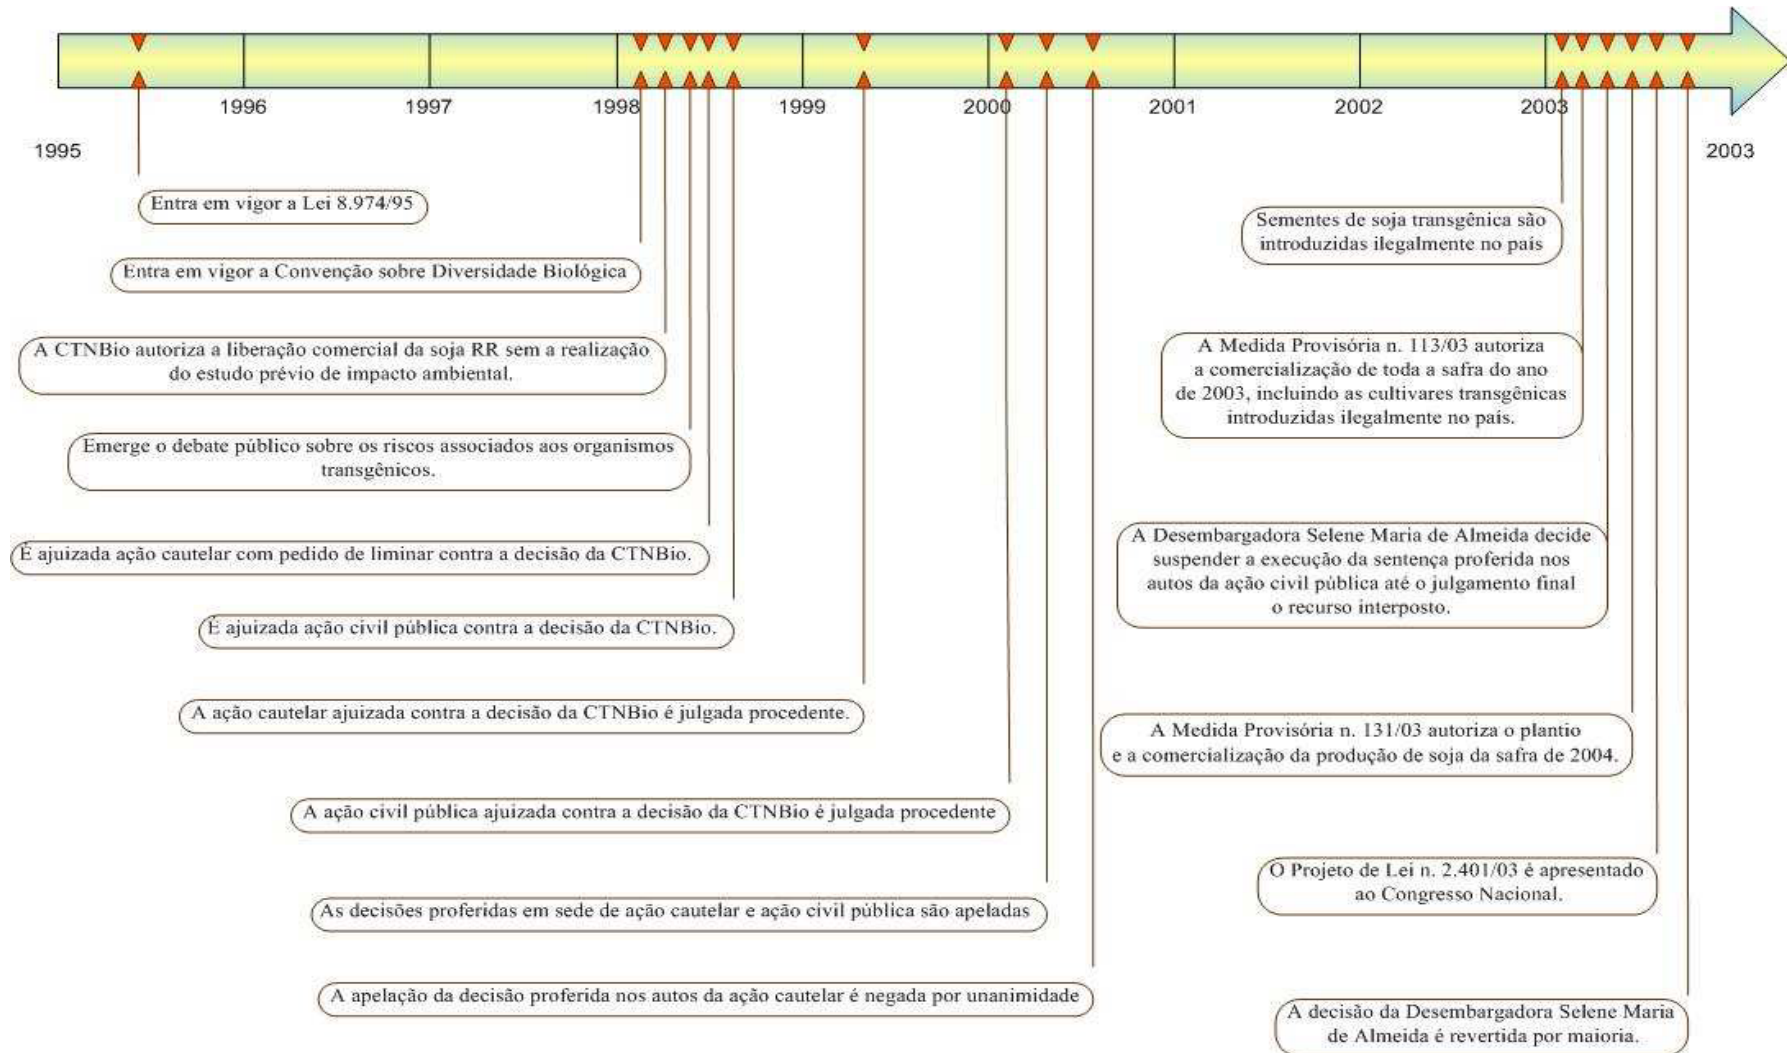 1996
1997
1998
1999
2000
2001
2002
2003
1995
2003
Entra em vigor a Lei 8.974/95
Entra em vigor a Convenção sobre Diversidade Biológica
A CTNBio autoriza a liberação comercial da soja RR sem a realização
do estudo prévio de impacto ambiental.
Emerge o debate público sobre os riscos associados aos organismos
transgênicos.
É ajuizada ação cautelar com pedido de liminar contra a decisão da CTNBio.
É ajuizada ação civil pública contra a decisão da CTNBio.
A ação cautelar ajuizada contra a decisão da CTNBio é julgada procedente.
A ação civil pública ajuizada contra a decisão da CTNBio é julgada procedente
As decisões proferidas em sede de ação cautelar e ação civil pública são apeladas
A apelação da decisão proferida nos autos da ação cautelar é negada por unanimidade
Sementes de soja transgênica são
introduzidas ilegalmente no país
A Medida Provisória n. 113/03 autoriza
a comercialização de toda a safra do ano
de 2003, incluindo as cultivares transgênicas
introduzidas ilegalmente no país.
A Desembargadora Selene Maria de Almeida decide
suspender a execução da sentença proferida nos
autos da ação civil pública até o julgamento final
o recurso interposto.
A Medida Provisória n. 131/03 autoriza o plantio
e a comercialização da produção de soja da safra de 2004.
O Projeto de Lei n. 2.401/03 é apresentado
ao Congresso Nacional.
A decisão da Desembargadora Selene Maria
de Almeida é revertida por maioria.